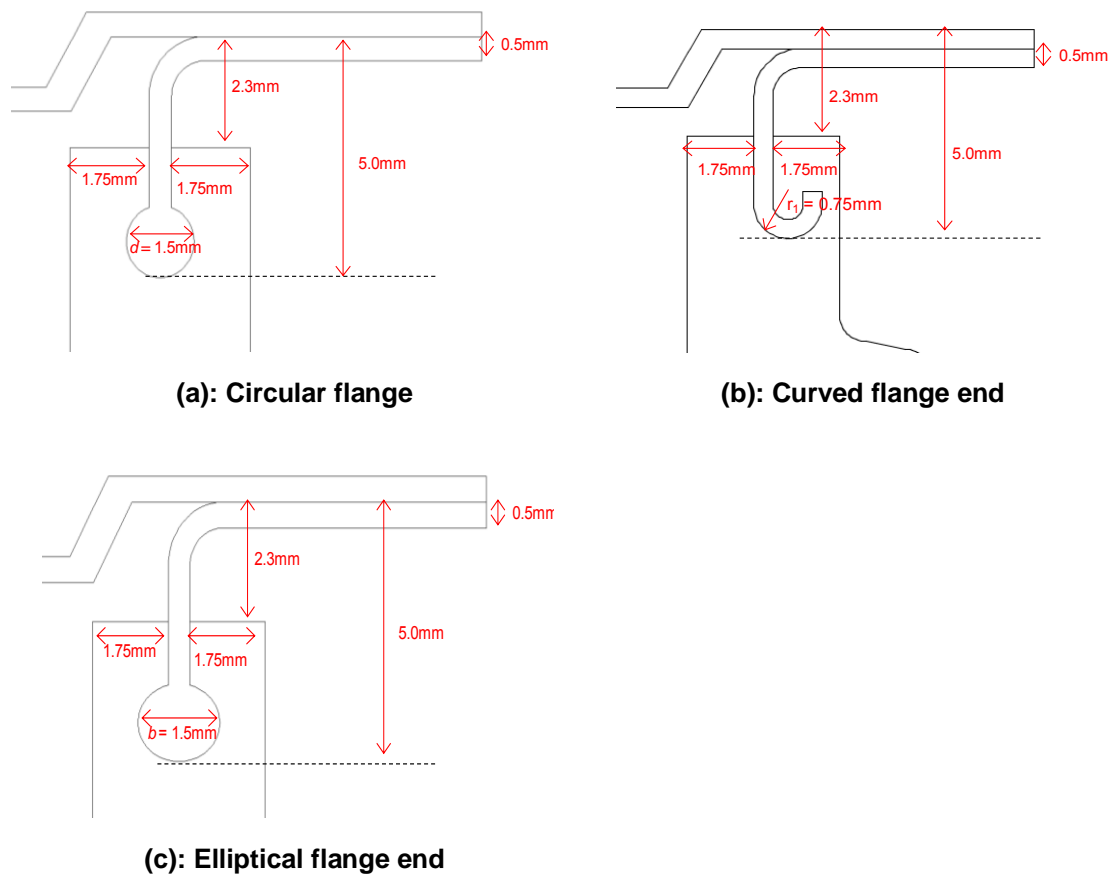 0.5mm
2.3mm
5.0mm
1.75mm
1.75mm
d = 1.5mm
(a): Circular flange
0.5mm
2.3mm
5.0mm
1.75mm
1.75mm
r1 = 0.75mm
(b): Curved flange end
0.5mm
2.3mm
5.0mm
1.75mm
1.75mm
b = 1.5mm
(c): Elliptical flange end